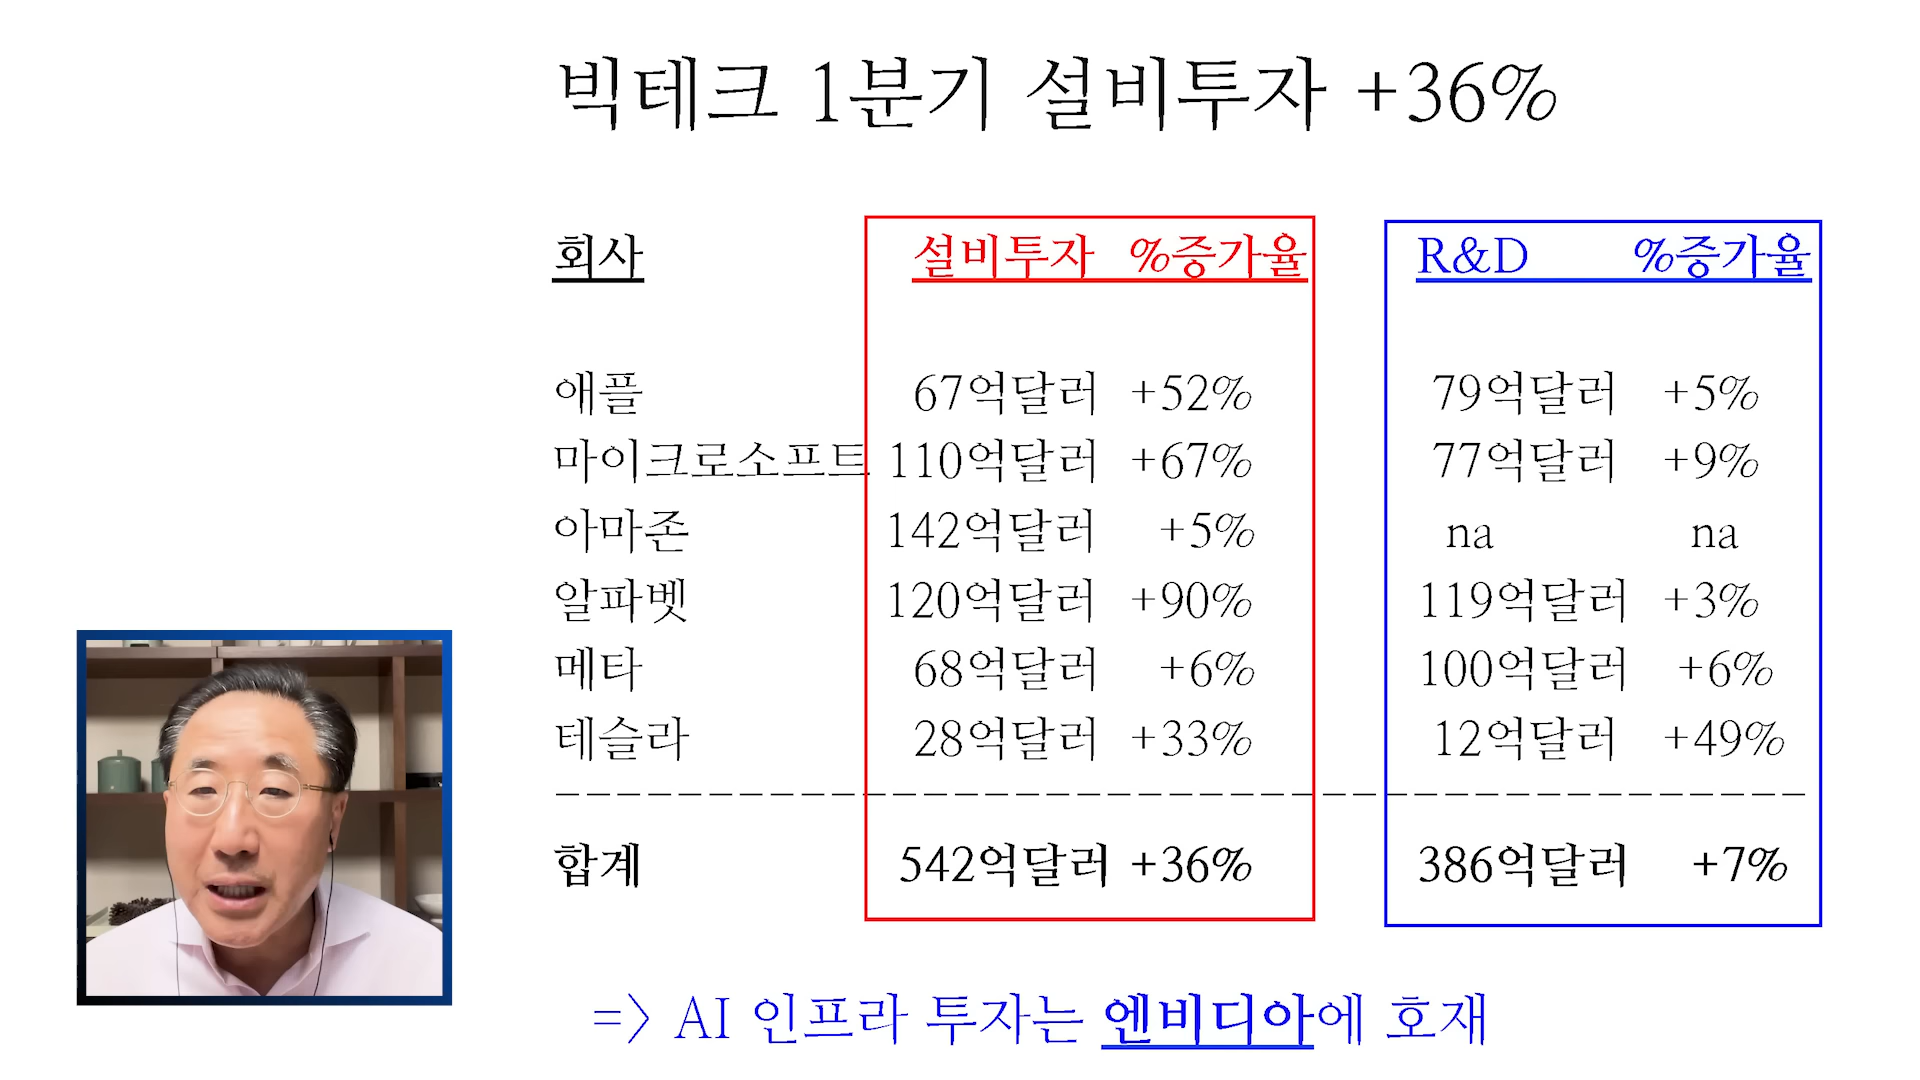 빅테크 1분기 설비투자 +36%
회사 설비투자 %증가율 R&D %증가율
애플 67억달러 +52% 79억달러 +5%
마이크로소프트 110억달러 +67% 77억달러 +9%
아마존 142억달러 +5% na na
알파벳 120억달러 +90% 119억달러 +3%
메타 68억달러 +6% 100억달러 +6%
테슬라 28억달러 +33% 12억달러 +49%
합계 542억달러 +36% 386억달러 +7%
=> AI 인프라 투자는 엔비디아에 호재